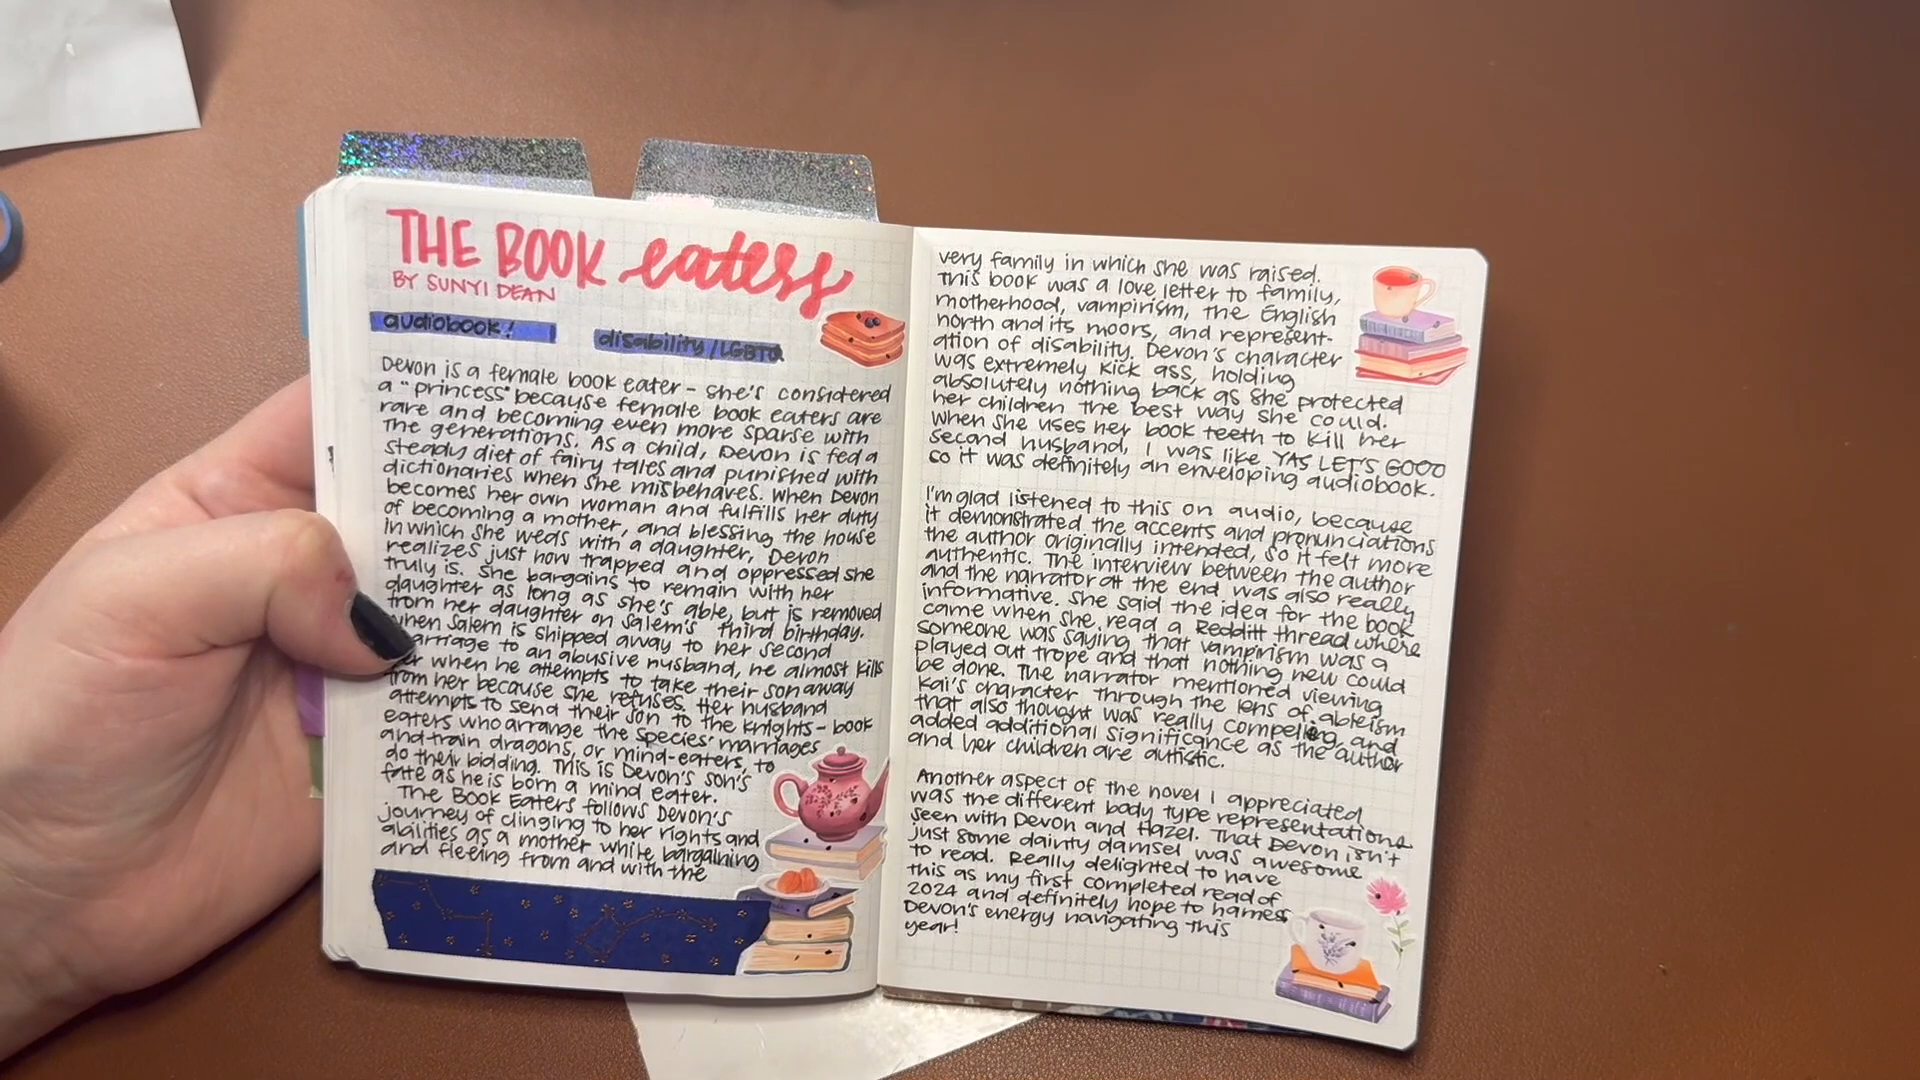 THE BOOK eaters
BY SUNYI DEAN
audiobook!
disability/LGBTQ
Devon is a female book eater - she's considered
a "princess" because female book eaters are
rare and becoming even more sparse with
the generations. As a child, Devon is fed a
steady diet of fairy tales and punished with
dictionaries when she misbehaves. When Devon
becomes her own woman and fulfills her duty
of becoming a mother, and blessing the house
in which she weds with a daughter, Devon
realizes just how trapped and oppressed she
truly is. She bargains to remain with her
daughter as long as she's able, but is removed
from her daughter on Salem's third birthday.
when Salem is shipped away to her second
arriage to an abusive husband, he almost kills
her when he attempts to take their son away
from her because she refuses. Her husband
attempts to send their son to the knights - book
eaters who arrange the species' marriages
and train dragons, or mind-eaters, to
do their bidding. This is Devon's son's
fate as he is born a mind eater.
The Book Eaters follows Devon's
journey of clinging to her rights and
abilities as a mother while bargaining
and fleeing from and with the
very family in which she was raised.
This book was a love letter to family,
motherhood, vampirism, the English
north and its moors, and represent-
ation of disability. Devon's character
was extremely kick ass, holding
absolutely nothing back as she protected
her children the best way she could.
When she uses her book teeth to kill her
second husband, I was like YAS LET'S GOOO
so it was definitely an enveloping audiobook.
I'm glad listened to this on audio, because
it demonstrated the accents and pronunciations
the author originally intended, so it felt more
authentic. The interview between the author
and the narrator at the end was also really
informative. She said the idea for the book
came when she read a Redditt thread where
someone was saying that vampirism was a
played out trope and that nothing new could
be done. The narrator mentioned viewing
Kai's character through the lens of ableism
that also thought was really compelling, and
added additional significance as the author
and her children are autistic.
Another aspect of the novel I appreciated
was the different body type representations
seen with Devon and Hazel. That Devon isn't
just some dainty damsel was awesome
to read. Really delighted to have
this as my first completed read of
2024 and definitely hope to harness
Devon's energy navigating this
year!